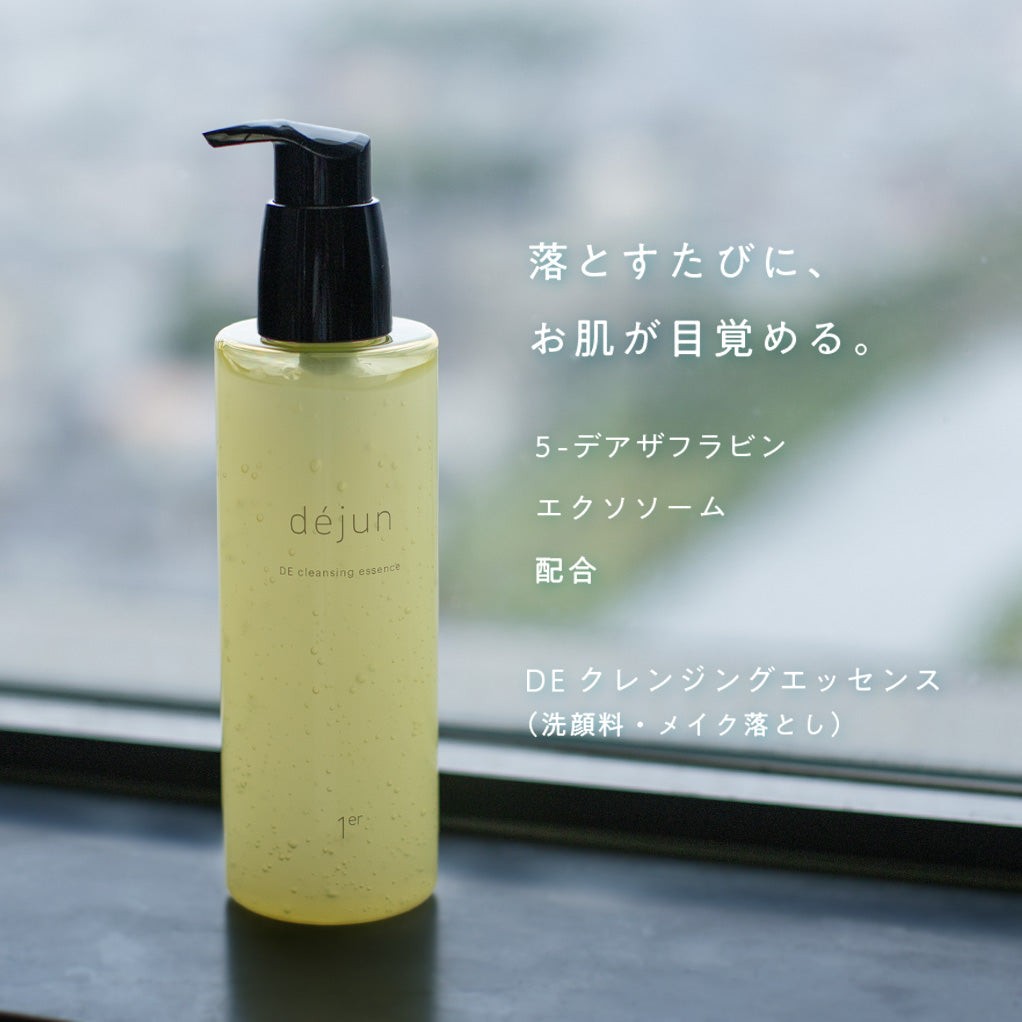 落とすたびに、
お肌が目覚める。
5-デアザフラビン
エクソソーム
配合
DE クレンジングエッセンス
（洗顔料・メイク落とし）
déjun
DE cleansing essence
1er